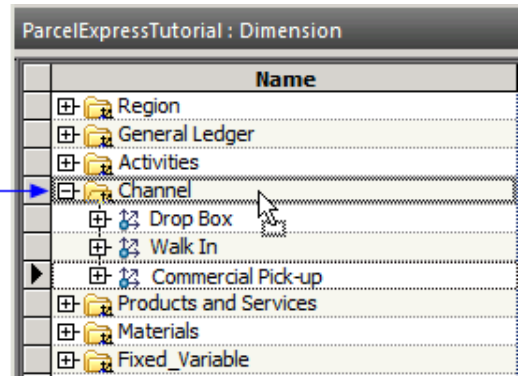 ParcelExpressTutorial : Dimension
Name
Region
General Ledger
Activities
Channel
Drop Box
Walk In
Commercial Pick-up
Products and Services
Materials
Fixed_Variable